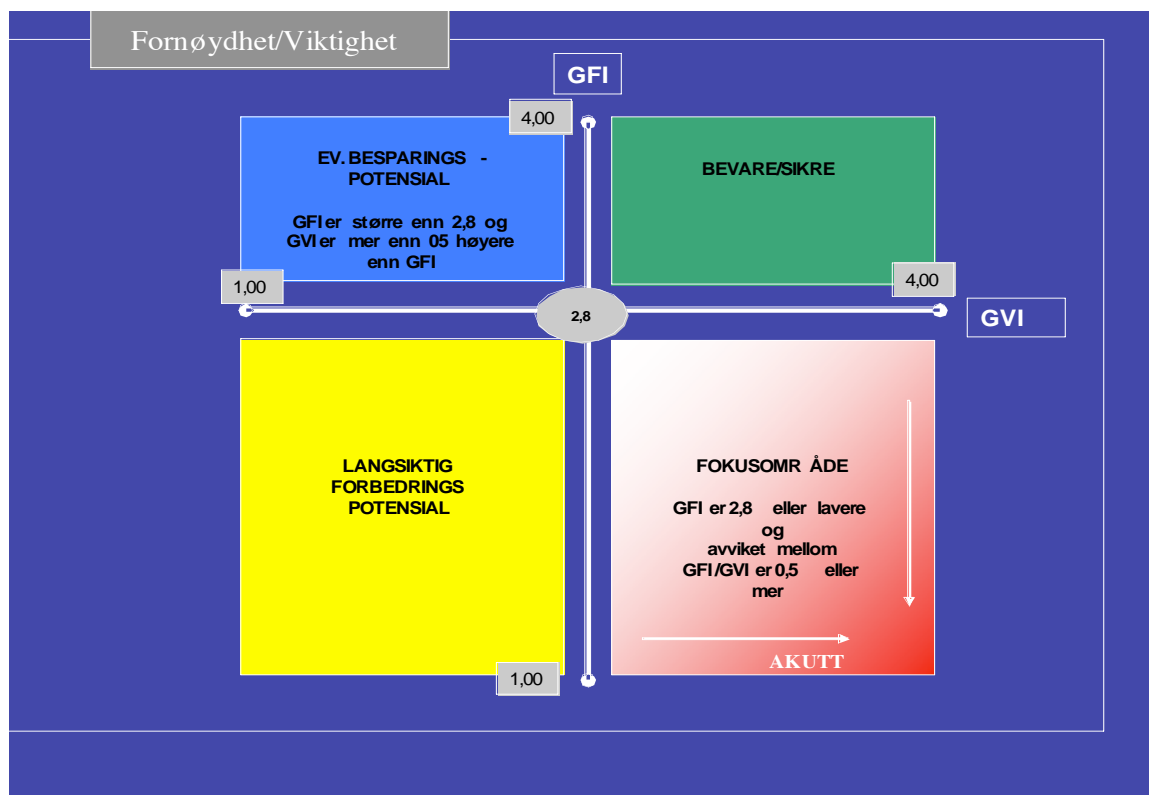 Fornøydhet/Viktighet
GFI
4,00
EV. BESPARINGS -
POTENSIAL
GFI er større enn 2,8 og
GVI er mer enn 05 høyere
enn GFI
BEVARE/SIKRE
1,00
4,00
2,8
GVI
LANGSIKTIG
FORBEDRINGS
POTENSIAL
FOKUSOMR ÅDE
GFI er 2,8 eller lavere
og
avviket mellom
GFI/GVI er 0,5 eller
mer
AKUTT
1,00